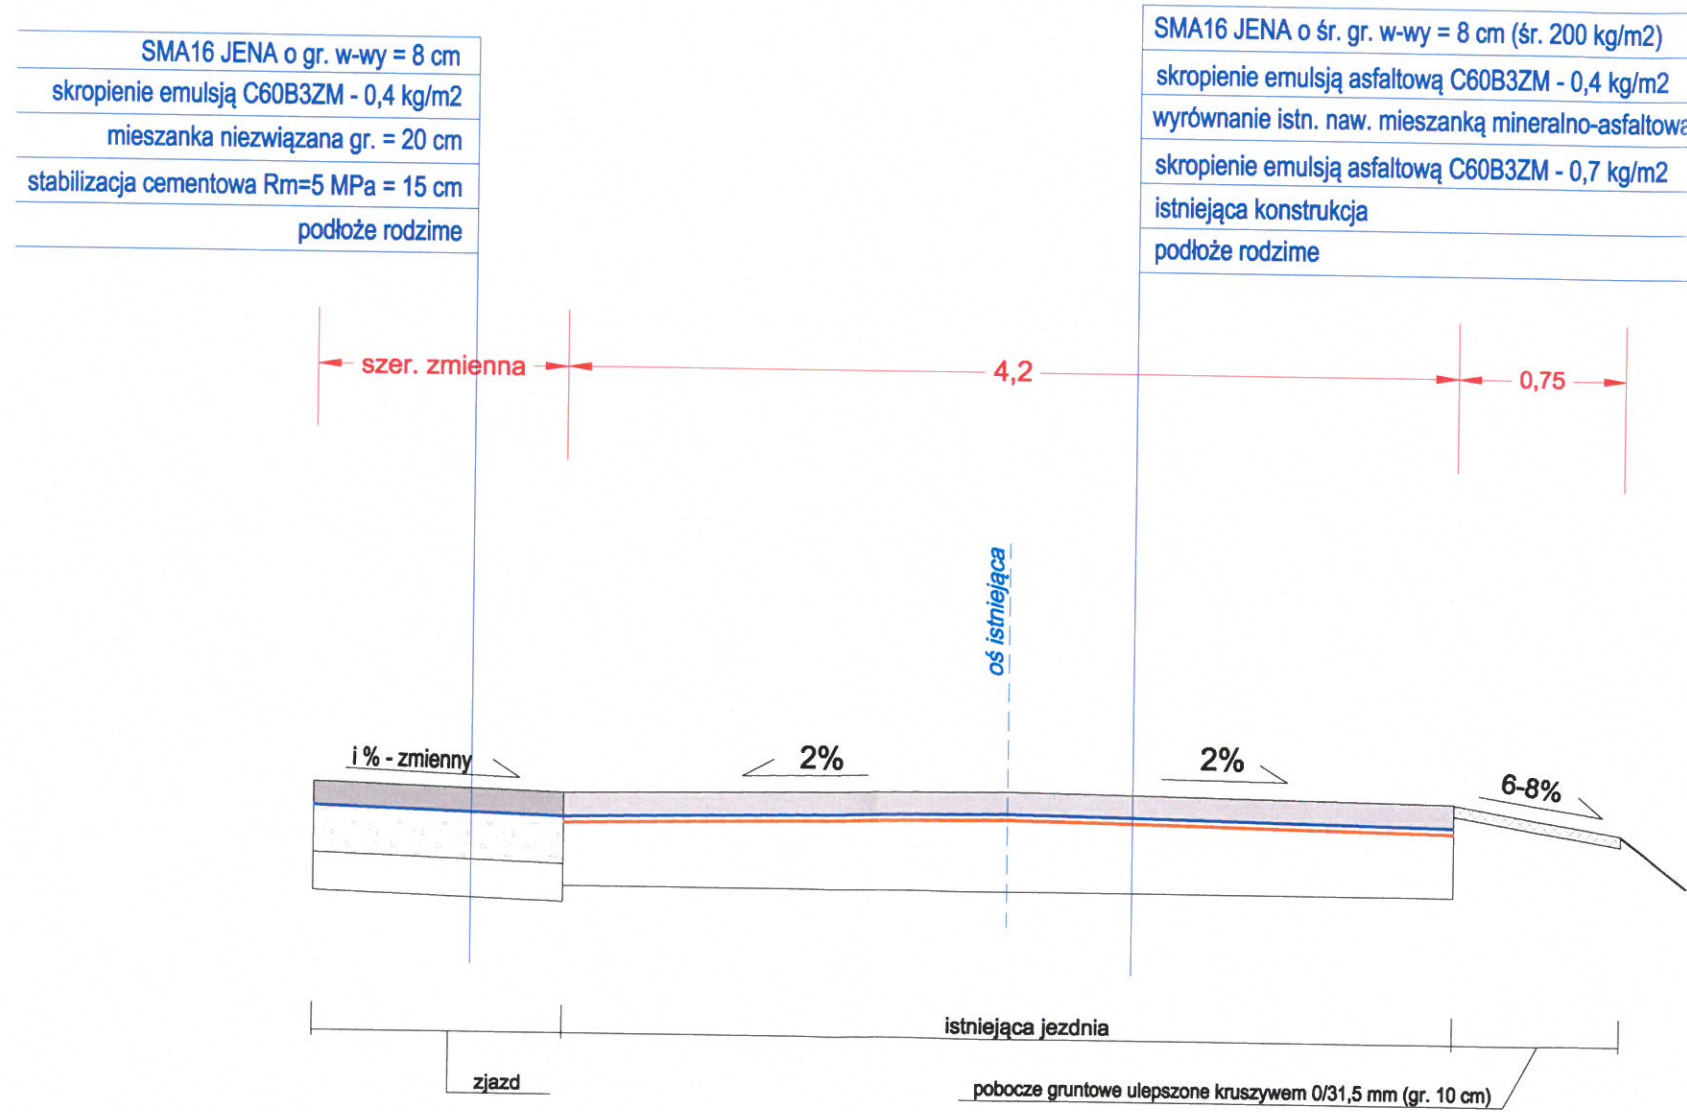 SMA16 JENA o gr. w-wy = 8 cm
skropienie emulsją C60B3ZM - 0,4 kg/m2
mieszanka niezwiązana gr. = 20 cm
stabilizacja cementowa Rm=5 MPa = 15 cm
podłoże rodzime
SMA16 JENA o śr. gr. w-wy = 8 cm (śr. 200 kg/m2)
skropienie emulsją asfaltową C60B3ZM - 0,4 kg/m2
wyrównanie istn. naw. mieszanką mineralno-asfaltowa
skropienie emulsją asfaltową C60B3ZM - 0,7 kg/m2
istniejąca konstrukcja
podłoże rodzime
szer. zmienna
4,2
0,75
oś istniejąca
i % - zmienny
2%
2%
6-8%
istniejąca jezdnia
zjazd
pobocze gruntowe ulepszone kruszywem 0/31,5 mm (gr. 10 cm)